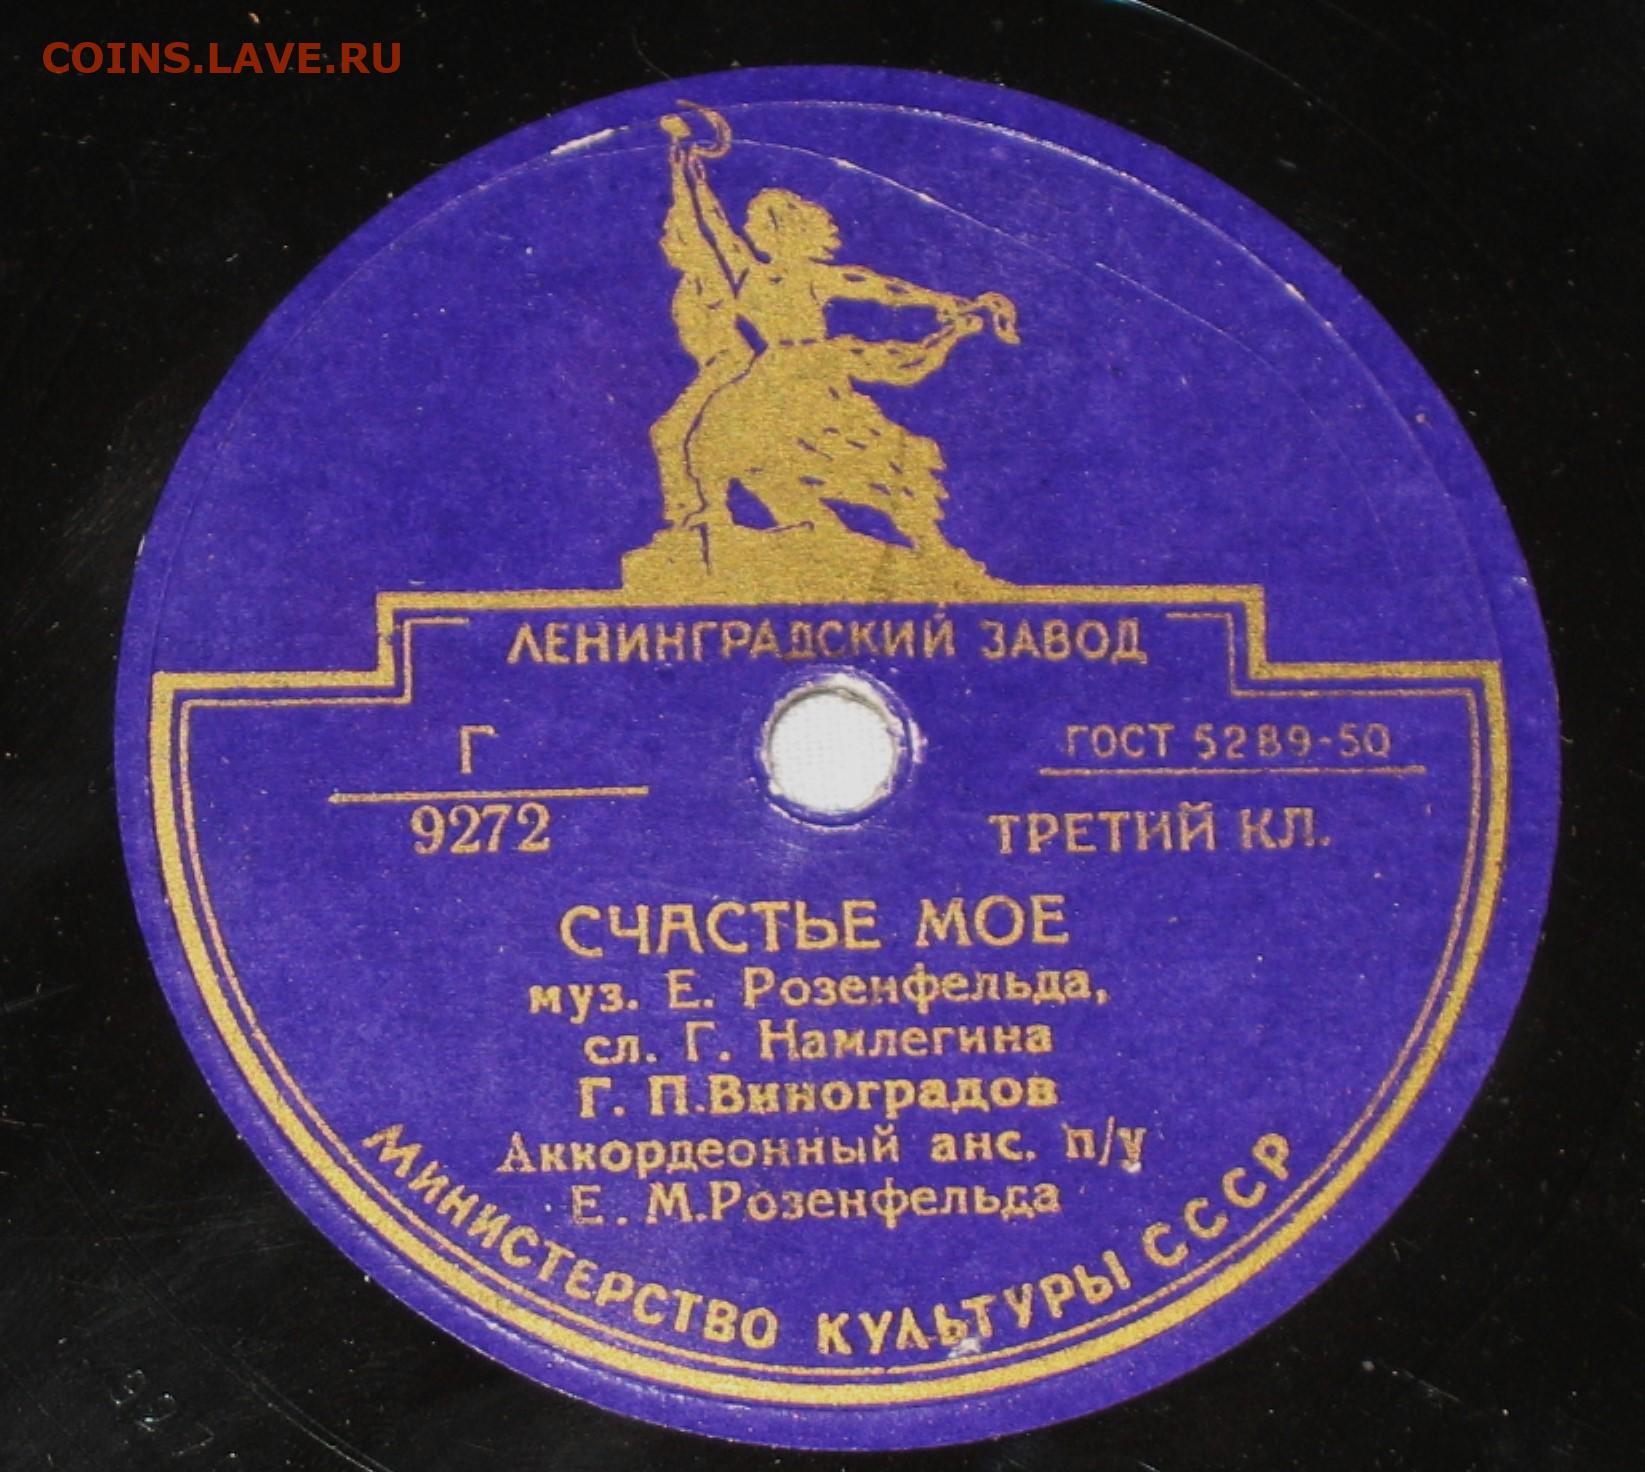 COINS.LAVE.RU
ЛЕНИНГРАДСКИЙ ЗАВОД
Г
9272
ГОСТ 5289-50
ТРЕТИЙ КЛ.
СЧАСТЬЕ МОЕ
муз. Е. Розенфельда,
сл. Г. Намлегина
Г. П.Виноградов
Аккордеонный анс. п/у
Е. М.Розенфельда
МИНИСТЕРСТВО КУЛЬТУРЫ СССР